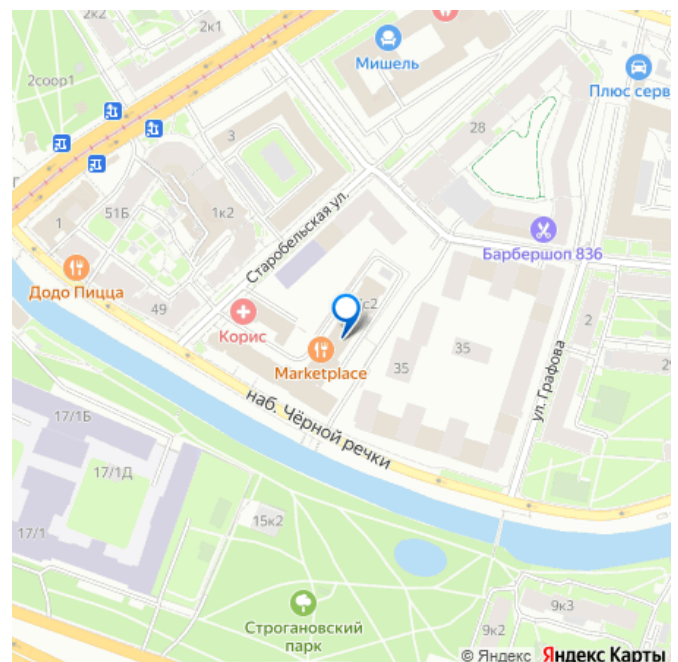 2к2
2к1
Мишель
2соор1
Плюс серв
3
28
1к2
51Б
1
Старобельская ул.
Барбершоп 836
Додо Пицца
49
Корис
с2
2
Marketplace
35
35
ул. Графова
наб. Чёрной речки
17/1Б
17/1Д
17/1
15к2
Строгановский
парк
9к3
9к2
© Яндекс Яндекс Карты